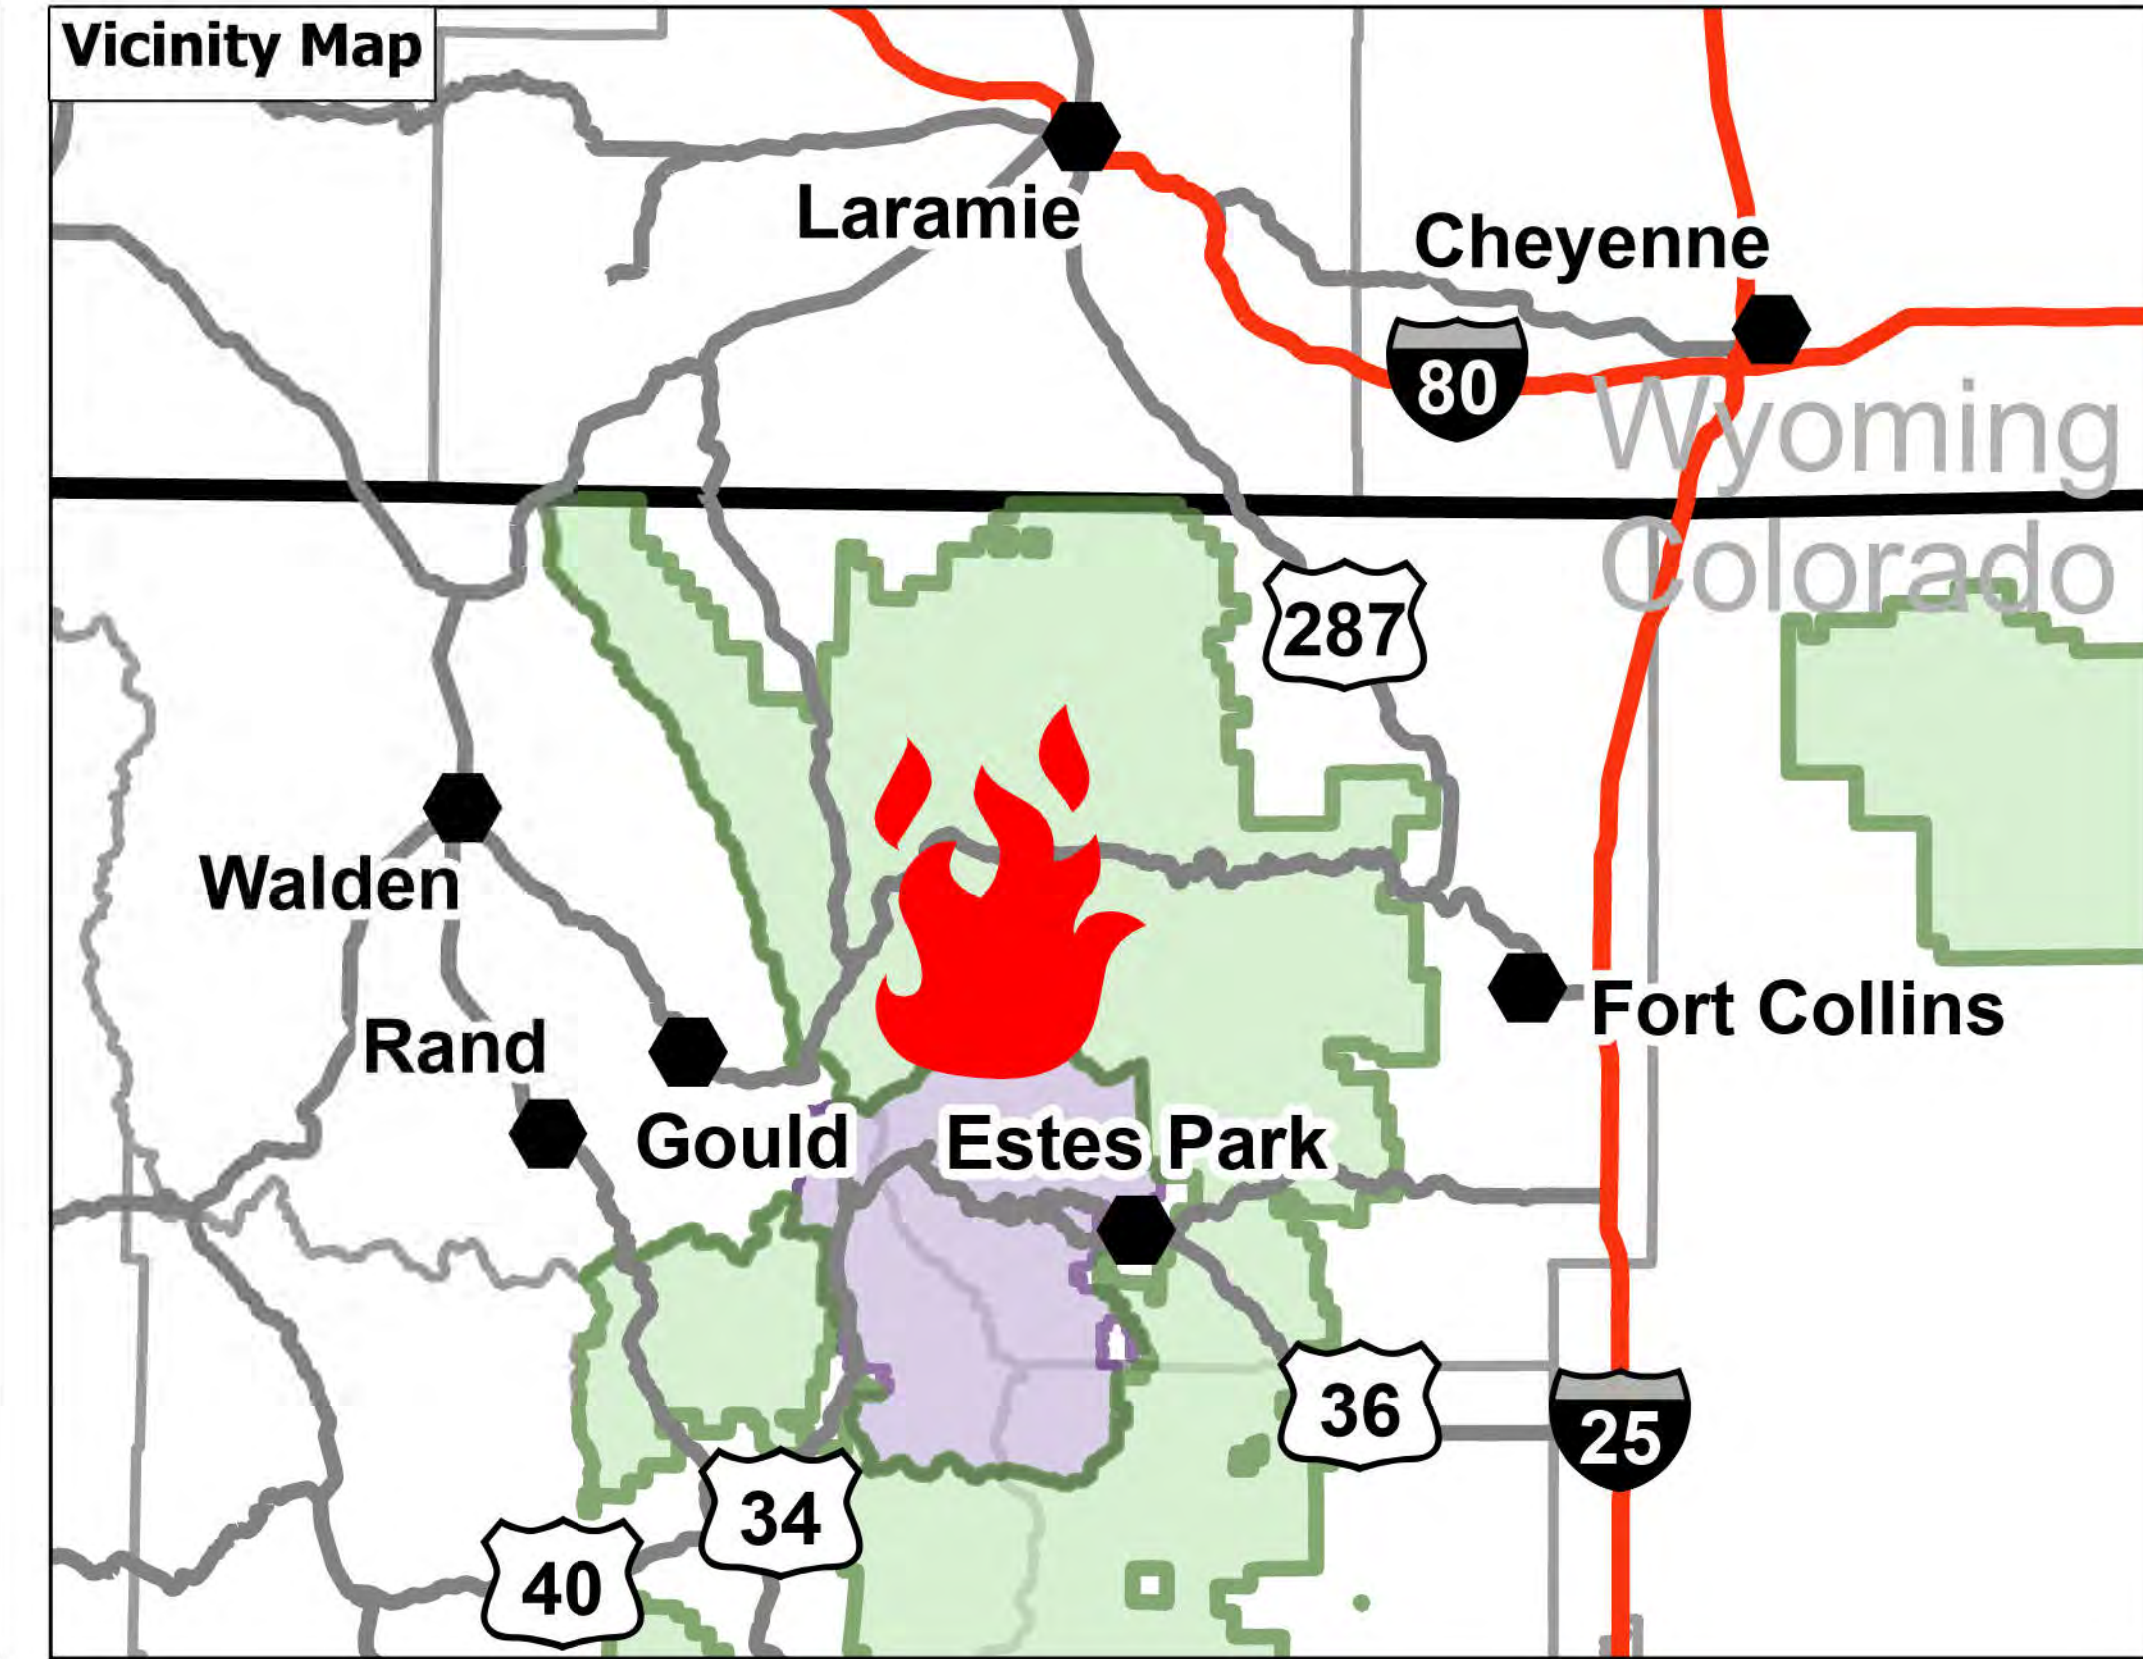 Vicinity Map
Laramie
Cheyenne
80
Wyoming
Colorado
287
Walden
Fort Collins
Rand
Gould
Estes Park
36
25
34
40